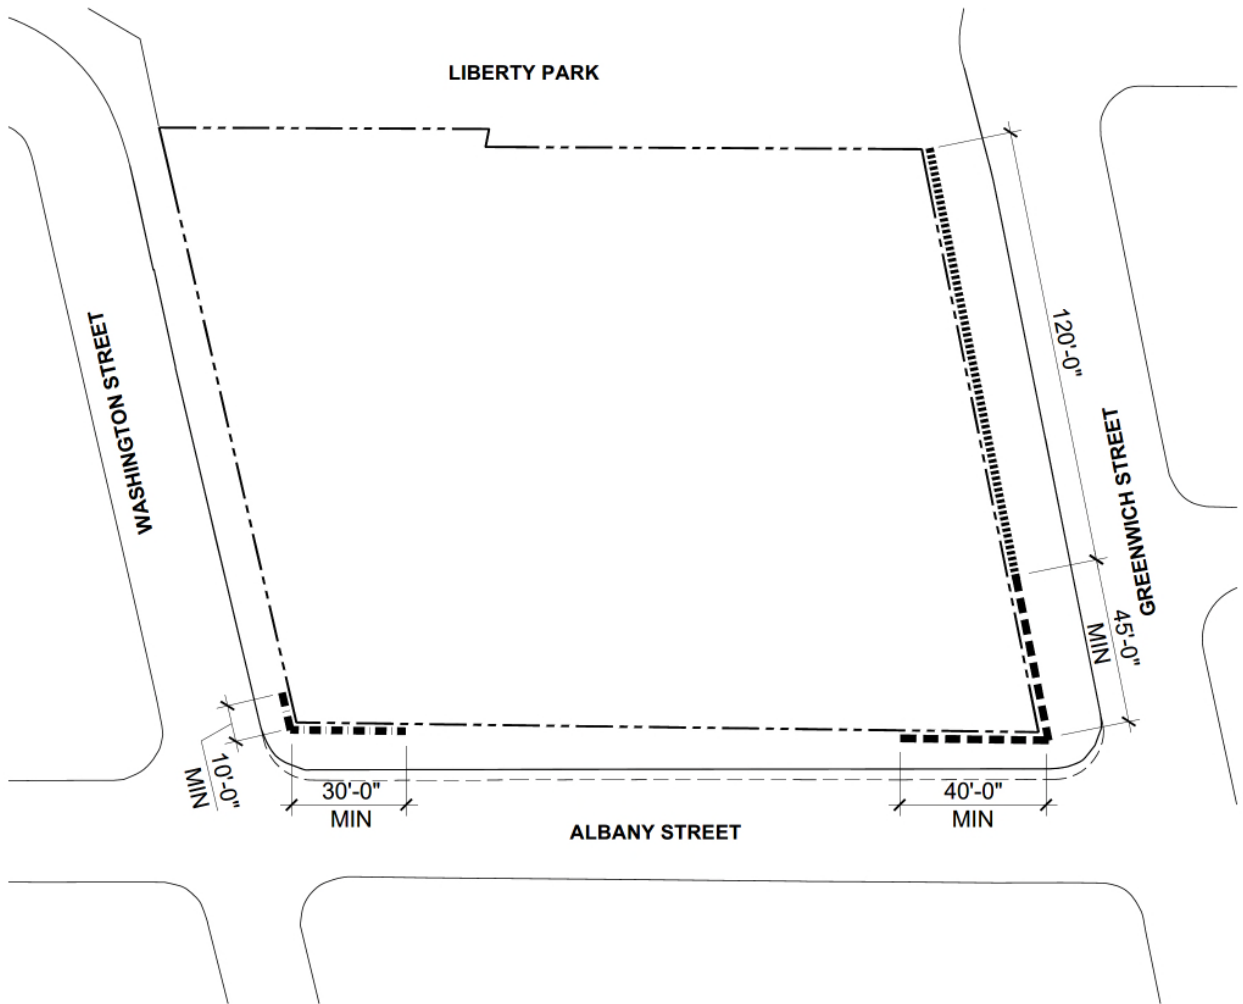 LIBERTY PARK
120'-0"
WASHINGTON STREET
GREENWICH STREET
45'-0"
MIN
10'-0"
MIN
30'-0"
MIN
40'-0"
MIN
ALBANY STREET